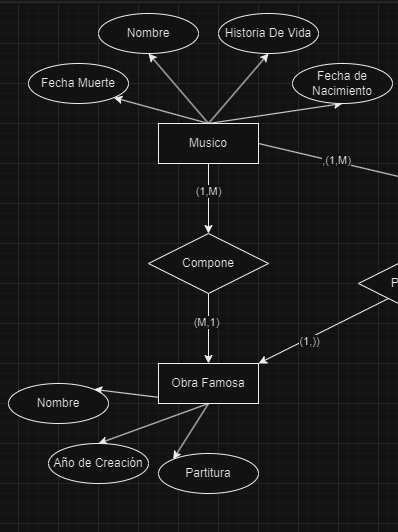 Nombre
Historia De Vida
Fecha Muerte
Fecha de
Nacimiento
Musico
,(1,M)
(1,M)
Compone
P
(M,1)
(1,))
Obra Famosa
Nombre
Año de Creación
Partitura